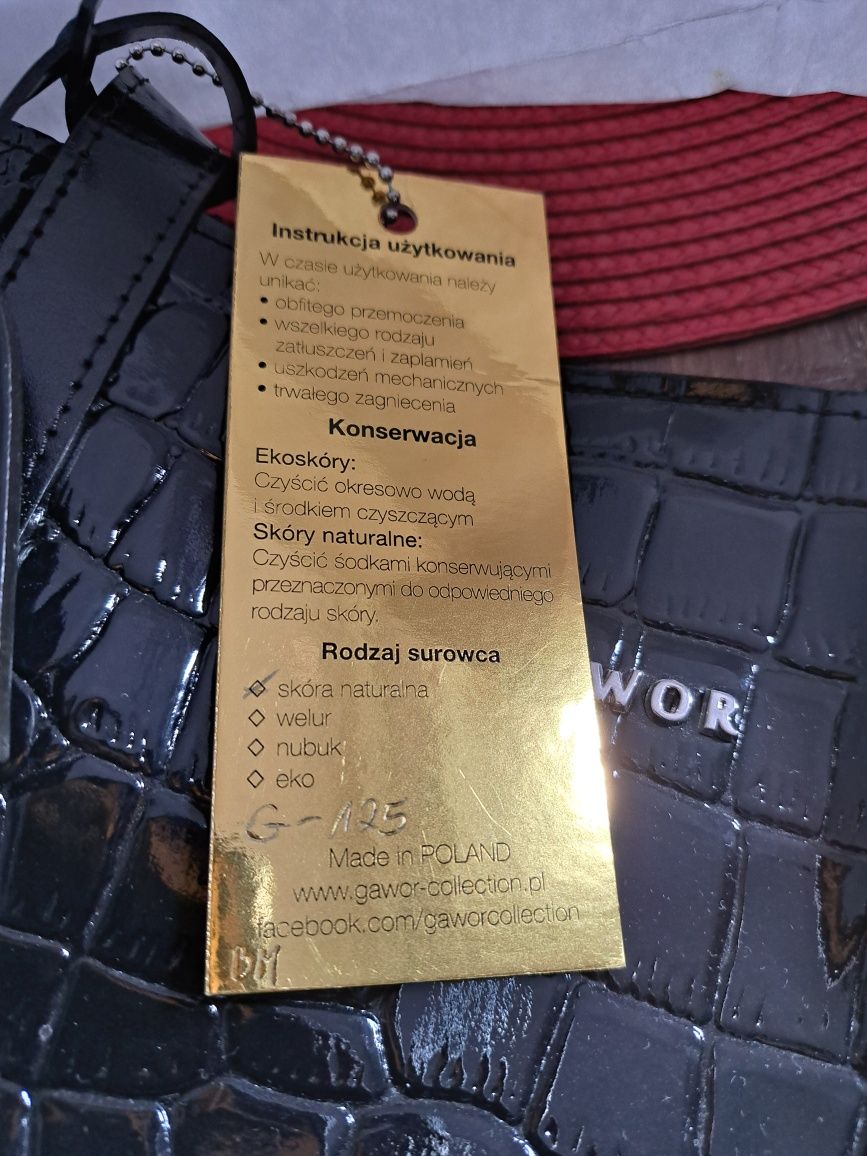 Instrukcja użytkowania
W czasie użytkowania należy
unikać:
• obfitego przemoczenia
• wszelkiego rodzaju
zatłuszczeń i zaplamień
• uszkodzeń mechanicznych
• trwałego zagniecenia
Konserwacja
Ekoskóry:
Czyścić okresowo wodą
i środkiem czyszczącym
Skóry naturalne:
Czyścić śodkami konserwującymi
przeznaczonymi do odpowiedniego
rodzaju skóry.
Rodzaj surowca
skóra naturalna
welur
nubuk
eko
G-125
Made in POLAND
www.gawor-collection.pl
facebook.com/gaworcollection
BM
WOR